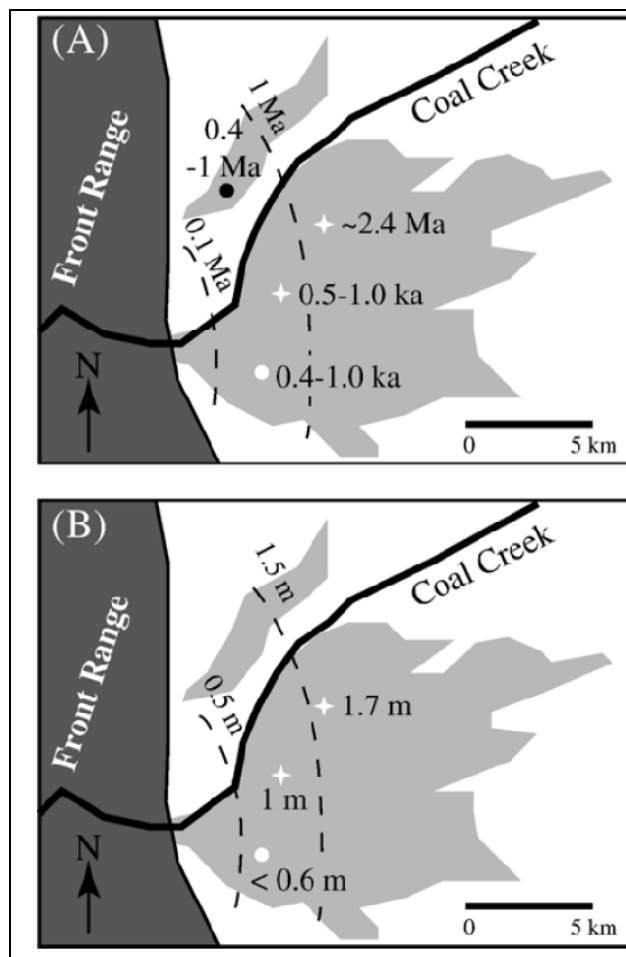 (A)
Front Range
N
Coal Creek
1 Ma
0.4
-1 Ma
0.1 Ma
~2.4 Ma
0.5-1.0 ka
0.4-1.0 ka
5 km
(B)
Front Range
N
Coal Creek
1.5 m
0.5 m
1.7 m
1 m
< 0.6 m
5 km